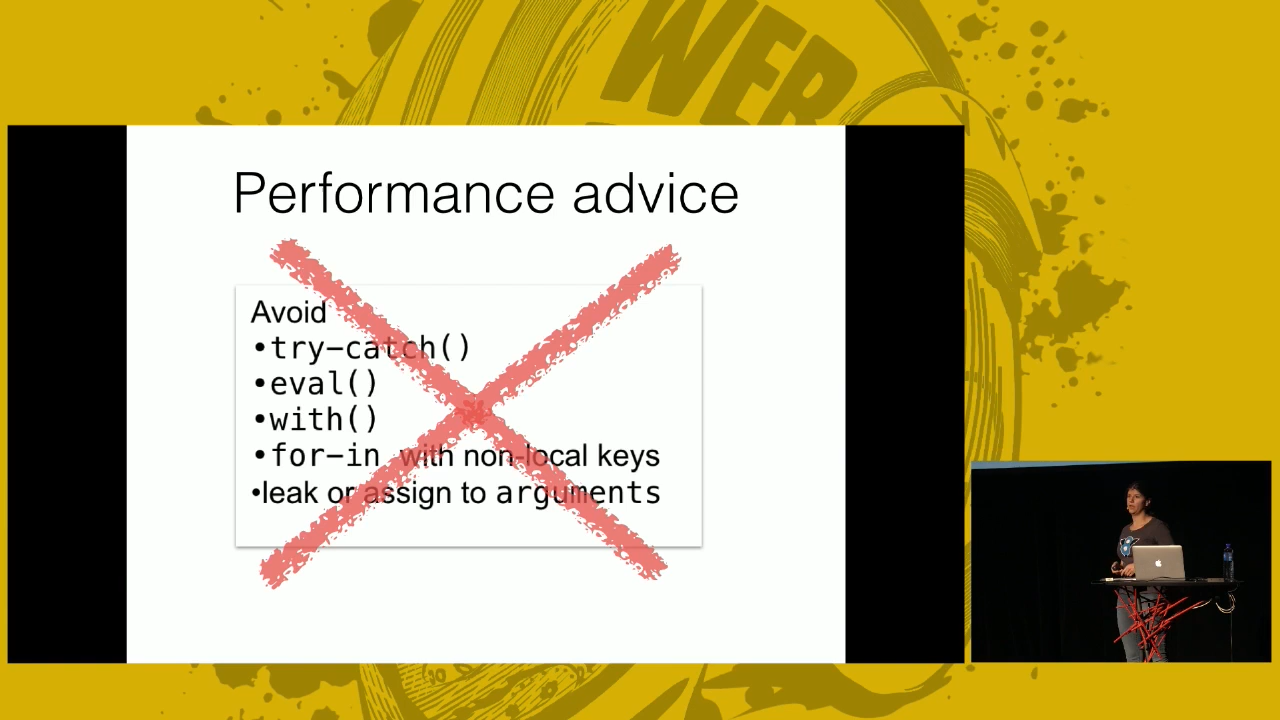 WEB
Performance advice
Avoid
•try-catch()
•eval()
•with()
•for-in with non-local keys
•leak or assign to arguments